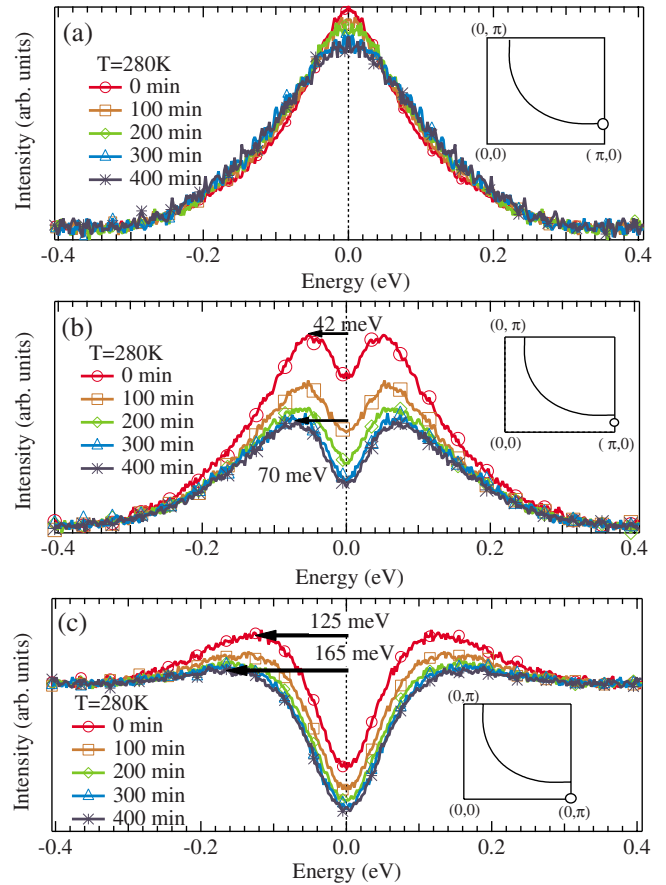 (a)
T=280K
0 min
100 min
200 min
300 min
400 min
(0, π)
(0,0)
( π,0)
Intensity (arb. units)
-0.4 -0.2 0.0 0.2 0.4
Energy (eV)
(b)
42 meV
T=280K
0 min
100 min
200 min
300 min
400 min
70 meV
(0, π)
(0,0)
( π,0)
Intensity (arb. units)
-0.4 -0.2 0.0 0.2 0.4
Energy (eV)
(c)
125 meV
165 meV
T=280K
0 min
100 min
200 min
300 min
400 min
(0,π)
(0,0)
(0,π)
Intensity (arb. units)
-0.4 -0.2 0.0 0.2 0.4
Energy (eV)